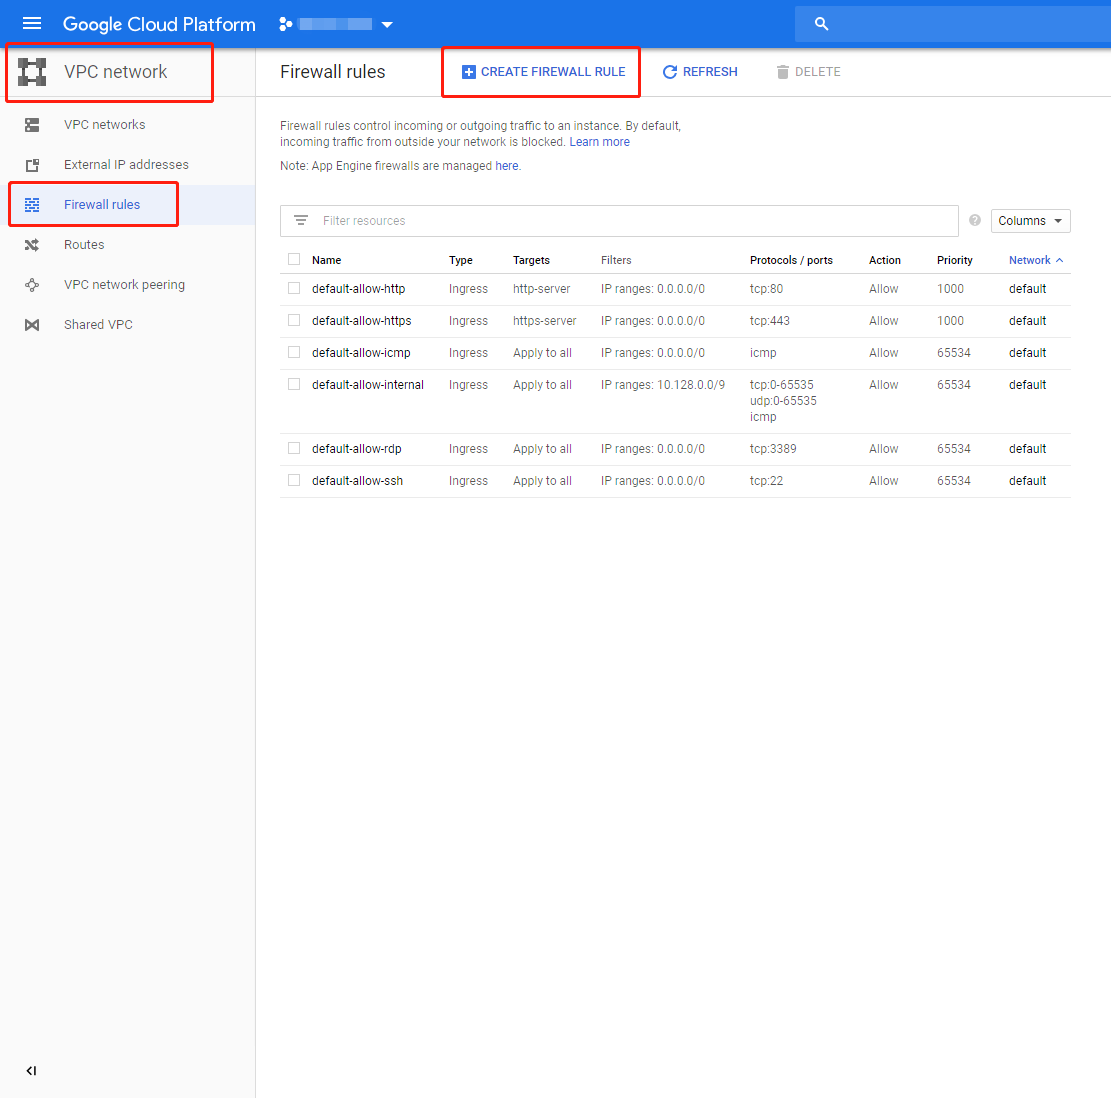 Google Cloud Platform
VPC network
Firewall rules
CREATE FIREWALL RULE
REFRESH
DELETE
VPC networks
External IP addresses
Firewall rules
Routes
VPC network peering
Shared VPC
Firewall rules control incoming or outgoing traffic to an instance. By default,
incoming traffic from outside your network is blocked. Learn more
Note: App Engine firewalls are managed here.
Filter resources
Columns
Name Type Targets Filters Protocols / ports Action Priority Network
default-allow-http Ingress http-server IP ranges: 0.0.0.0/0 tcp:80 Allow 1000 default
default-allow-https Ingress https-server IP ranges: 0.0.0.0/0 tcp:443 Allow 1000 default
default-allow-icmp Ingress Apply to all IP ranges: 0.0.0.0/0 icmp Allow 65534 default
default-allow-internal Ingress Apply to all IP ranges: 10.128.0.0/9 tcp:0-65535 Allow 65534 default
udp:0-65535
icmp
default-allow-rdp Ingress Apply to all IP ranges: 0.0.0.0/0 tcp:3389 Allow 65534 default
default-allow-ssh Ingress Apply to all IP ranges: 0.0.0.0/0 tcp:22 Allow 65534 default